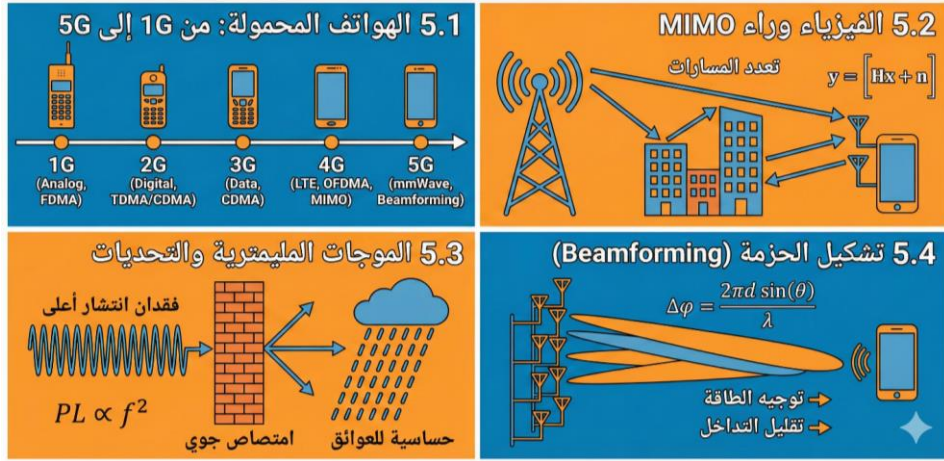 5.1 الهواتف المحمولة: من 1G إلى 5G
1G
(Analog,
FDMA)
2G
(Digital,
TDMA/CDMA)
3G
(Data,
CDMA)
4G
(LTE, OFDMA,
MIMO)
5G
(mmWave,
Beamforming)
5.2 الفيزياء وراء MIMO
تعدد المسارات
y = [Hx + n]
5.3 الموجات المليمترية والتحديات
فقدان انتشار أعلى
PL ∝ f²
امتصاص جوي
حساسية للعوائق
5.4 تشكيل الحزمة (Beamforming)
Δφ = 2πd sin(θ) / λ
توجيه الطاقة
تقليل التداخل